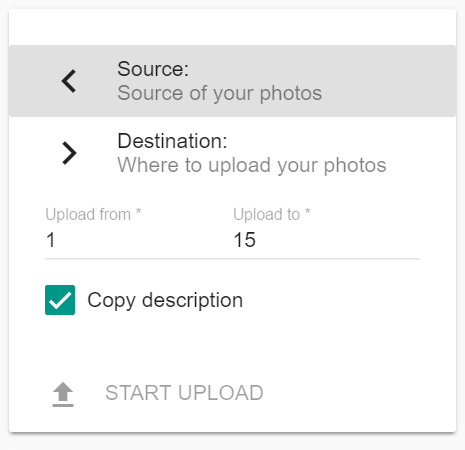 Source:
Source of your photos
Destination:
Where to upload your photos
Upload from * Upload to *
1 15
Copy description
START UPLOAD